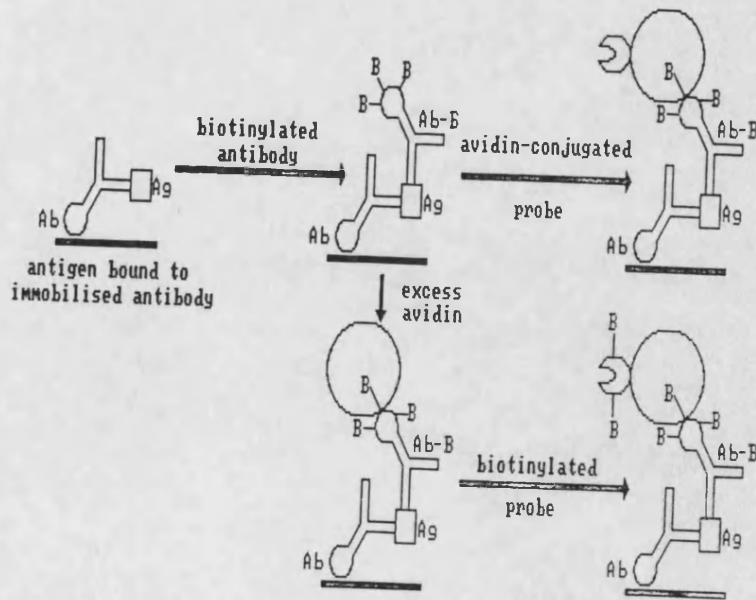 B
B
B
B
Ab-B
B
B
Ab-B
biotinylated
antibody
avidin-conjugated
probe
Ag
Ag
Ag
Ab
Ab
Ab
antigen bound to
immobilised antibody
excess
avidin
B
B
B
B
B
B
B
B
Ab-B
Ab-B
biotinylated
probe
Ag
Ag
Ab
Ab